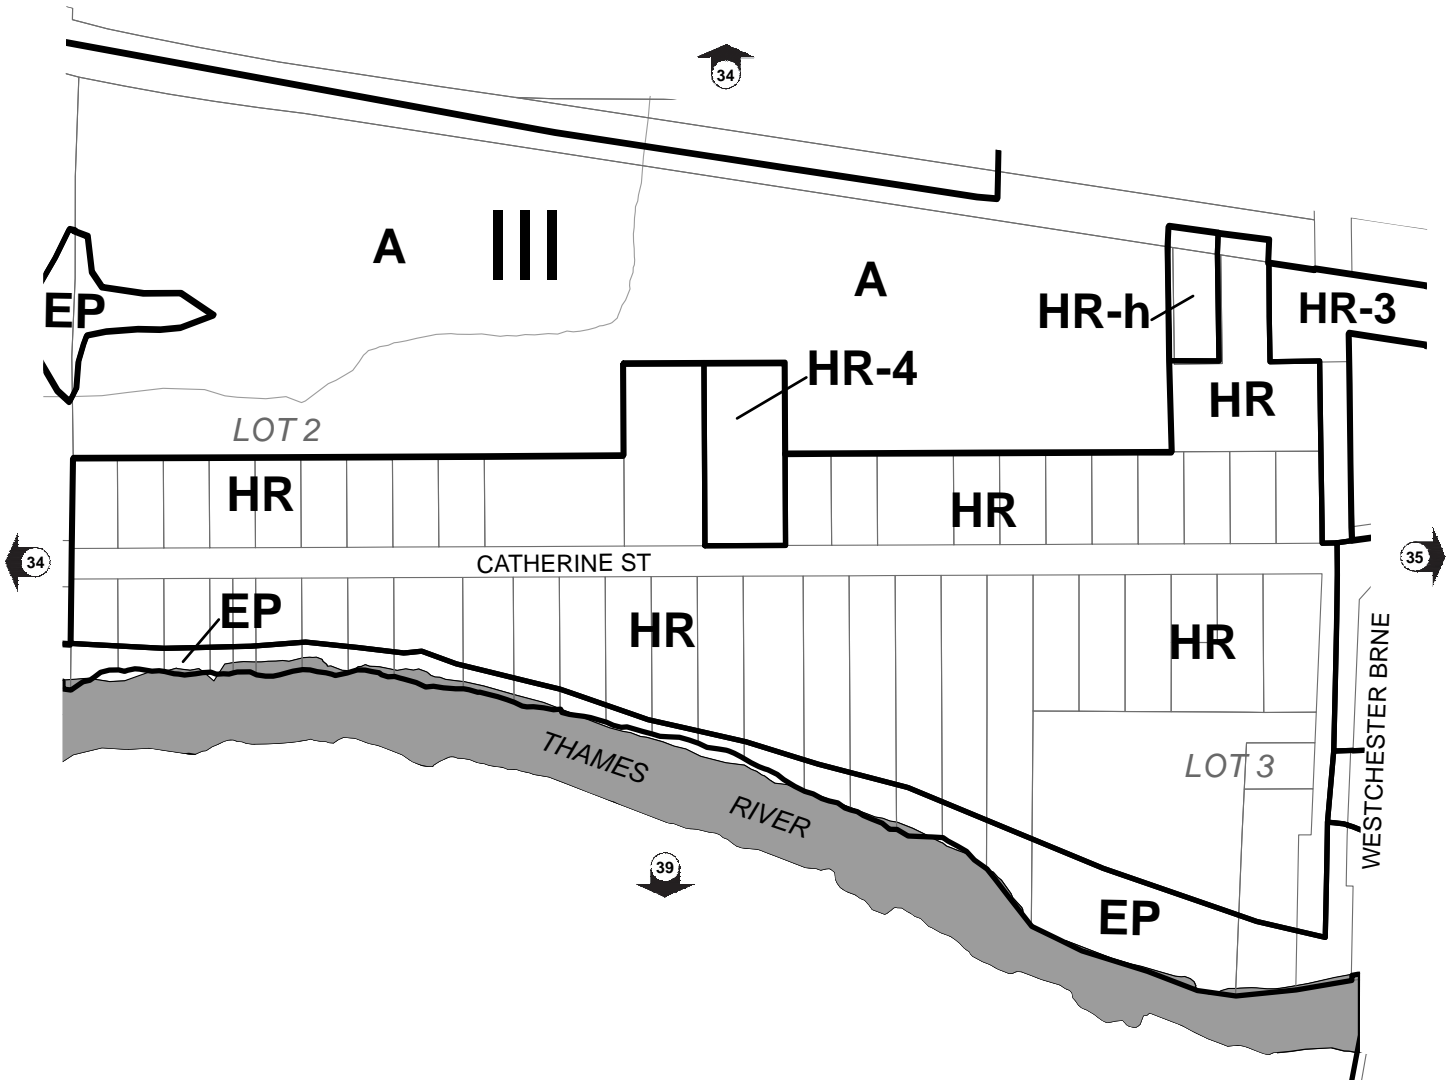 34
A
III
A
EP
HR-h
HR-3
HR-4
HR
LOT 2
HR
HR
CATHERINE ST
34
35
EP
HR
HR
WESTCHESTER BRNE
THAMES
RIVER
LOT 3
39
EP